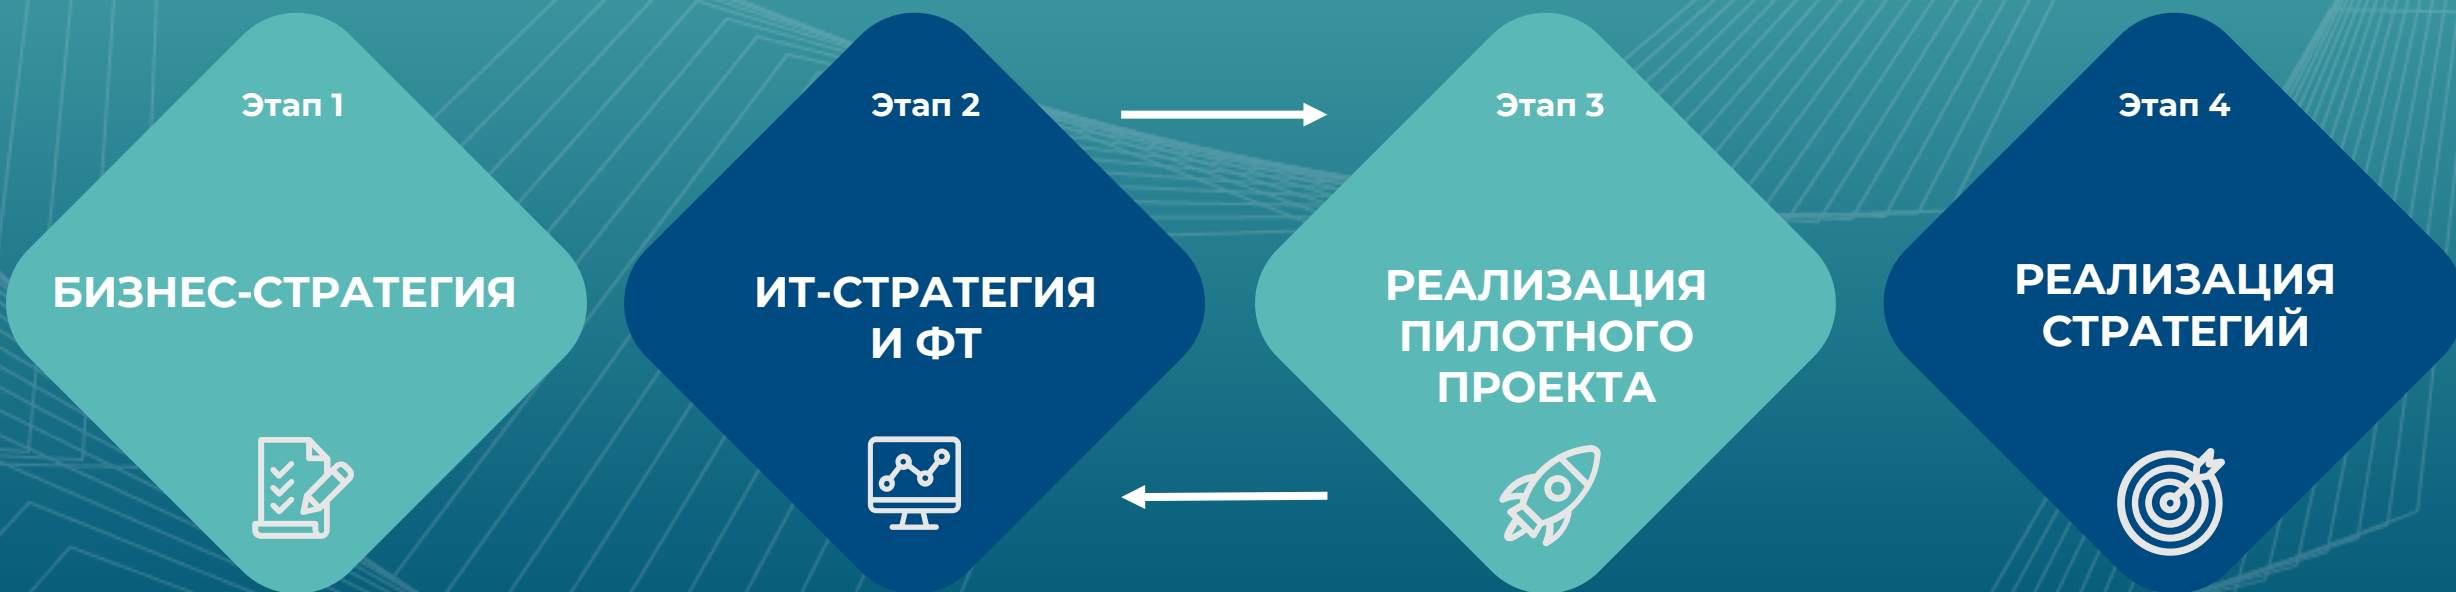 Этап 1
БИЗНЕС-СТРАТЕГИЯ
Этап 2
ИТ-СТРАТЕГИЯ
И ФТ
Этап 3
РЕАЛИЗАЦИЯ
ПИЛОТНОГО
ПРОЕКТА
Этап 4
РЕАЛИЗАЦИЯ
СТРАТЕГИЙ